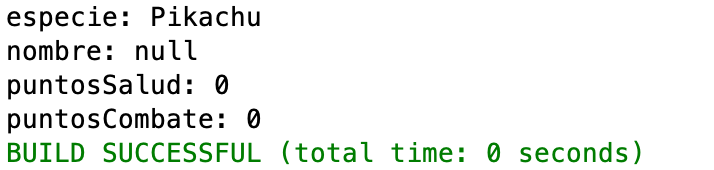 especie: Pikachu
nombre: null
puntosSalud: 0
puntosCombate: 0
BUILD SUCCESSFUL (total time: 0 seconds)